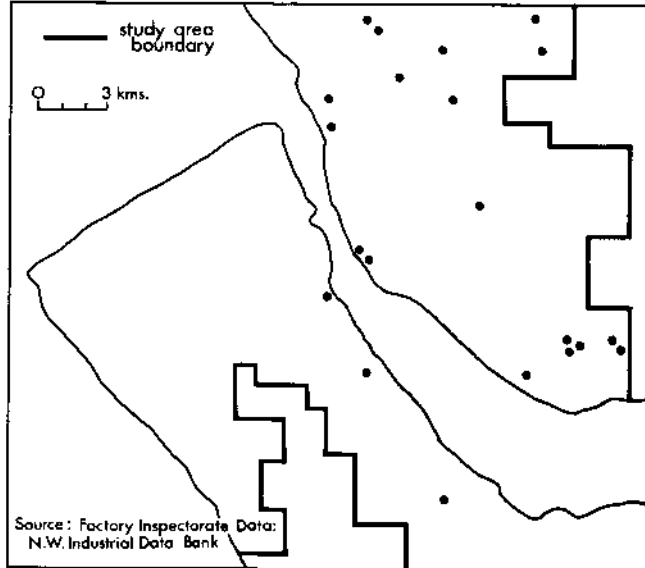 study area
boundary
0 3 kms.
Source: Factory Inspectorate Data:
N.W. Industrial Data Bank